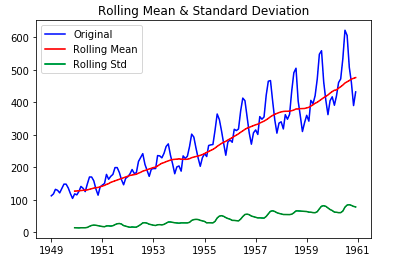 Rolling Mean & Standard Deviation
Original
Rolling Mean
Rolling Std
600
500
400
300
200
100
0
1949 1951 1953 1955 1957 1959 1961